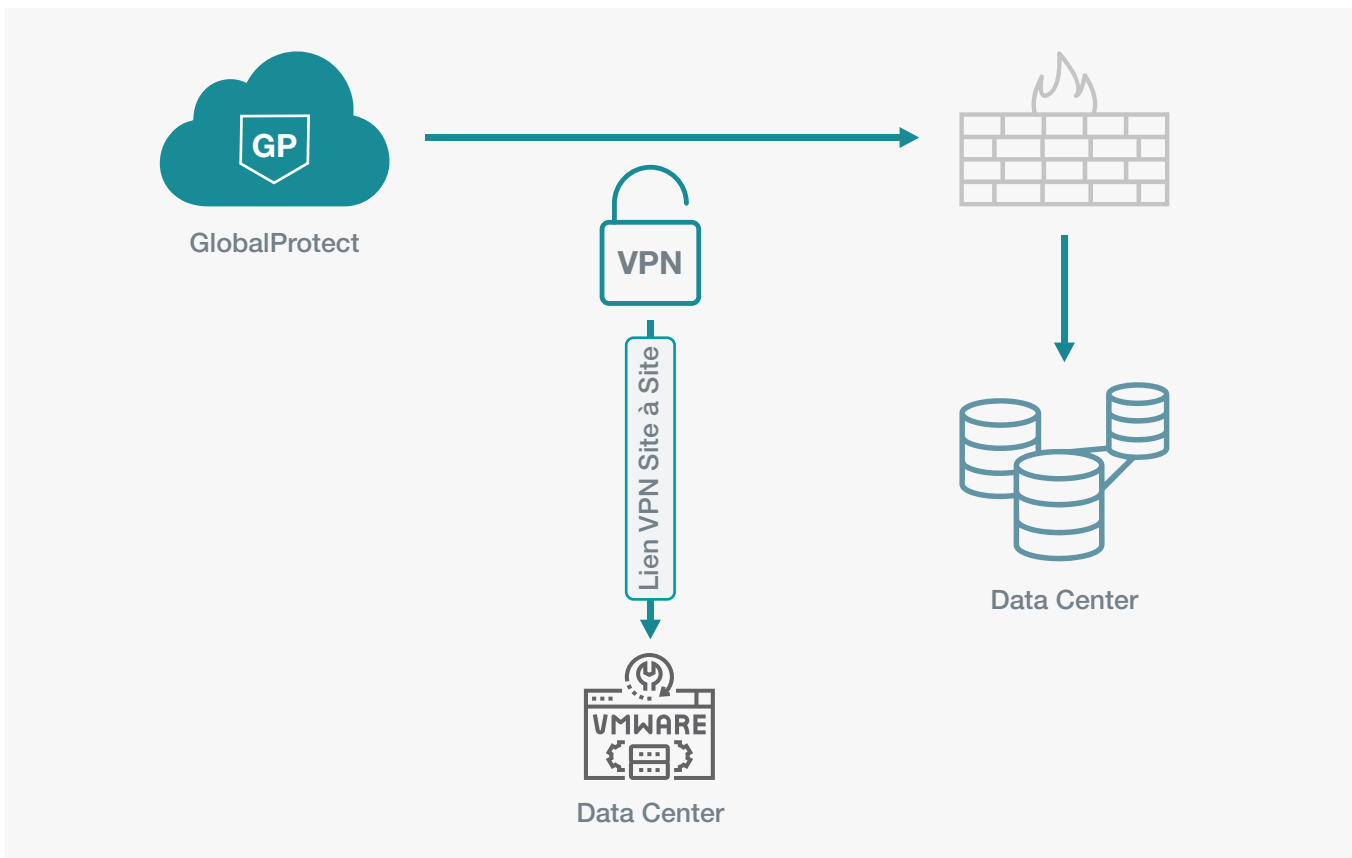 GP
GlobalProtect
VPN
Lien VPN Site à Site
Data Center
VMWARE
Data Center